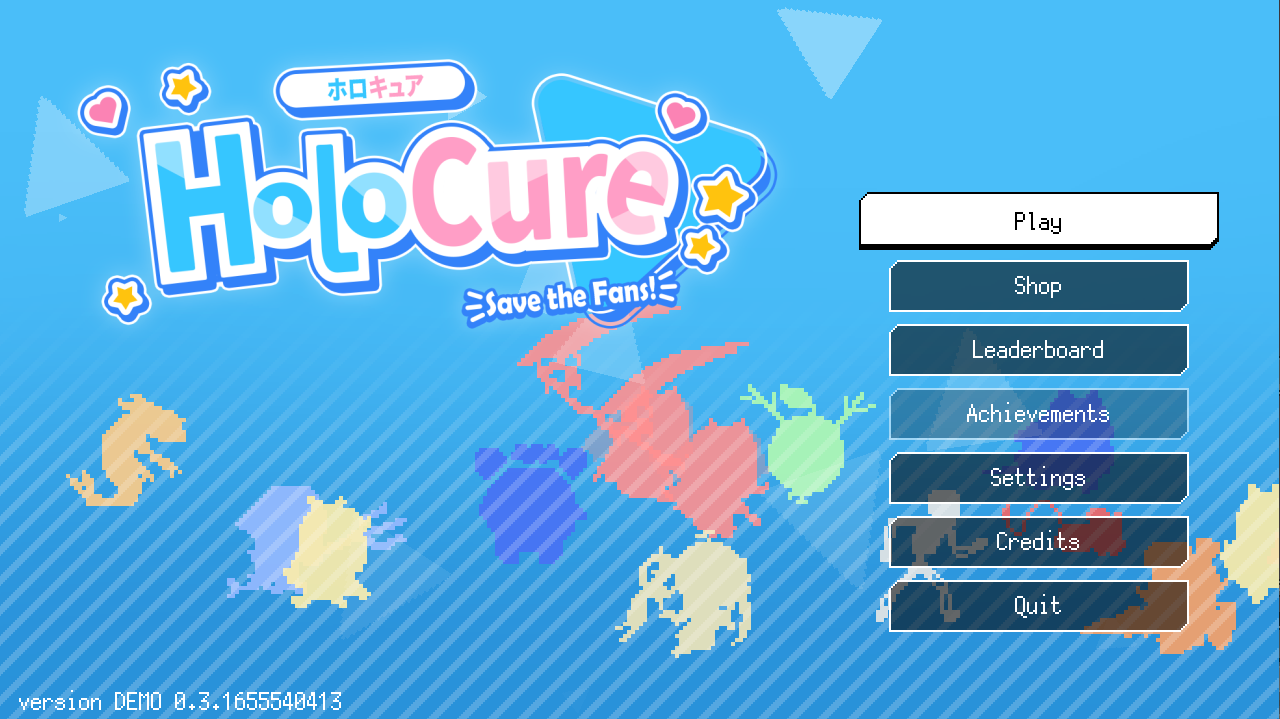 ホロキュア
HoloCure
Save the Fans!
Play
Shop
Leaderboard
Achievements
Settings
Credits
Quit
version DEMO 0.3.1655540413